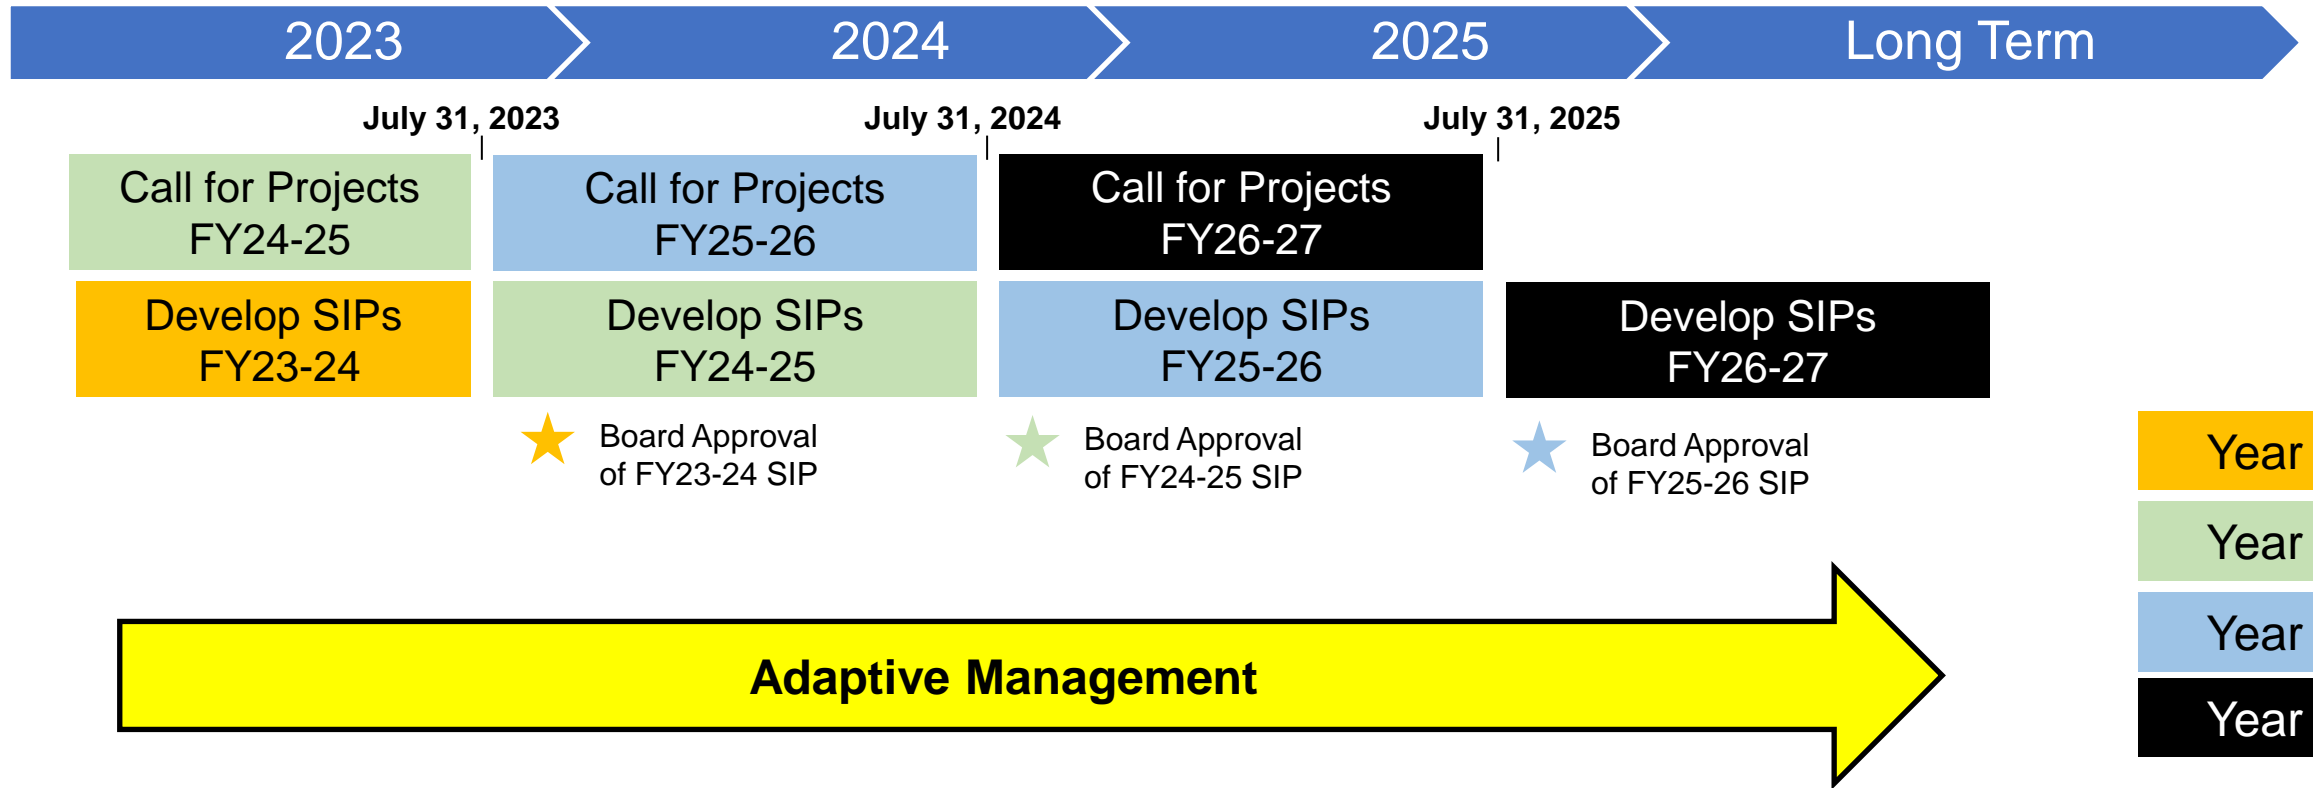 2023
2024
2025
Long Term
July 31, 2023
July 31, 2024
July 31, 2025
Call for Projects
FY24-25
Call for Projects
FY25-26
Call for Projects
FY26-27
Develop SIPs
FY23-24
Develop SIPs
FY24-25
Develop SIPs
FY25-26
Develop SIPs
FY26-27
Board Approval
of FY23-24 SIP
Board Approval
of FY24-25 SIP
Board Approval
of FY25-26 SIP
Year
Year
Year
Year
Adaptive Management